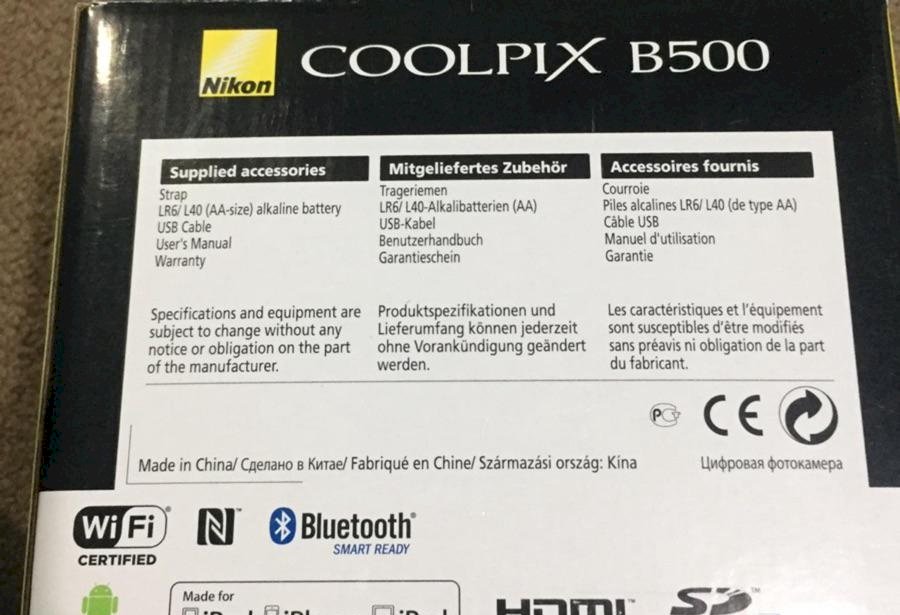 Nikon COOLPIX B500
Supplied accessories
Strap
LR6/ L40 (AA-size) alkaline battery
USB Cable
User's Manual
Warranty
Specifications and equipment are
subject to change without any
notice or obligation on the part
of the manufacturer.
Mitgeliefertes Zubehör
Trageriemen
LR6/ L40-Alkalibatterien (AA)
USB-Kabel
Benutzerhandbuch
Garantieschein
Produktspezifikationen und
Lieferumfang können jederzeit
ohne Vorankündigung geändert
werden.
Accessoires fournis
Courroie
Piles alcalines LR6/ L40 (de type AA)
Câble USB
Manuel d'utilisation
Garantie
Les caractéristiques et l'équipement
sont susceptibles d'être modifiés
sans préavis ni obligation de la part
du fabricant.
CE
Made in China/ Сделано в Китае/ Fabriqué en Chine/ Származási ország: Kína
Цифровая фотокамера
Wi Fi ®
CERTIFIED
N™
Bluetooth®
SMART READY
Made for
HDMI™
SD™